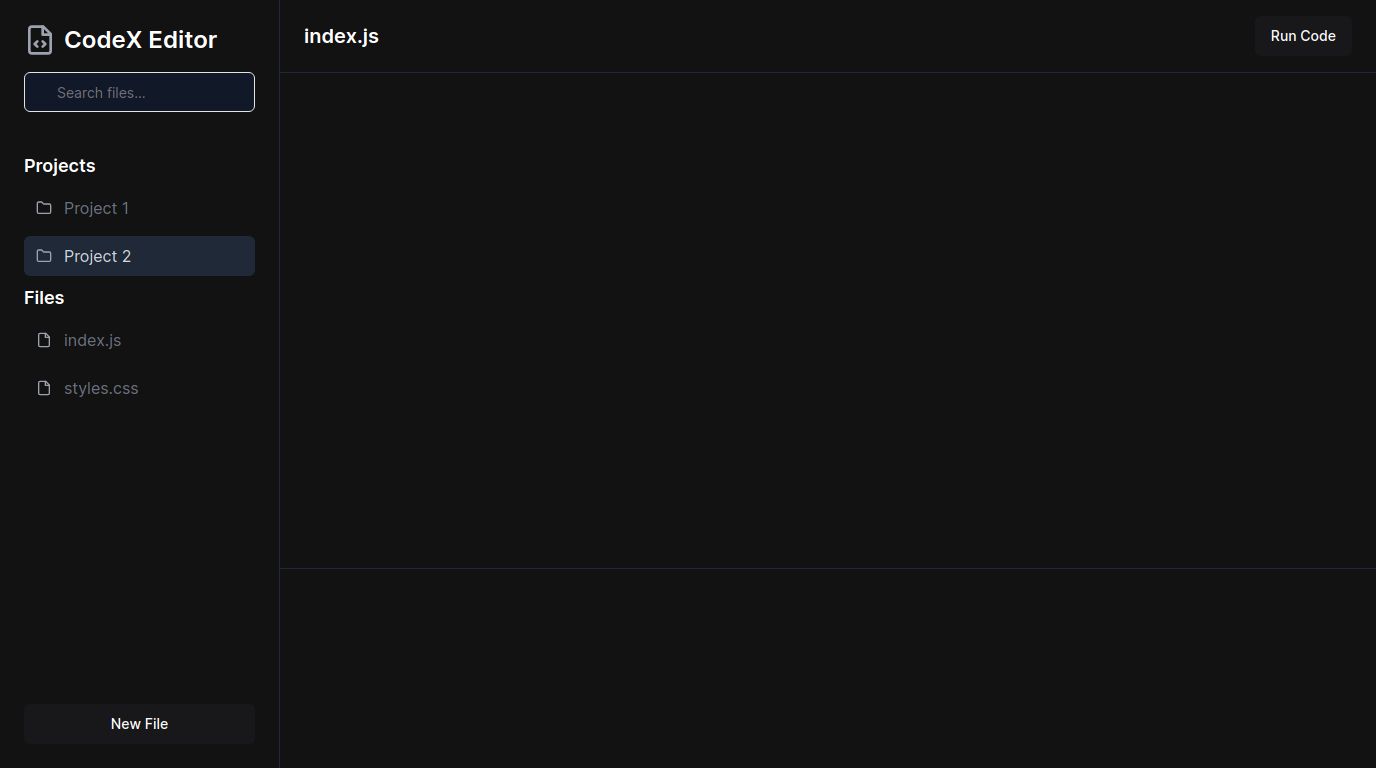 CodeX Editor
Search files...
Projects
Project 1
Project 2
Files
index.js
styles.css
New File
index.js
Run Code